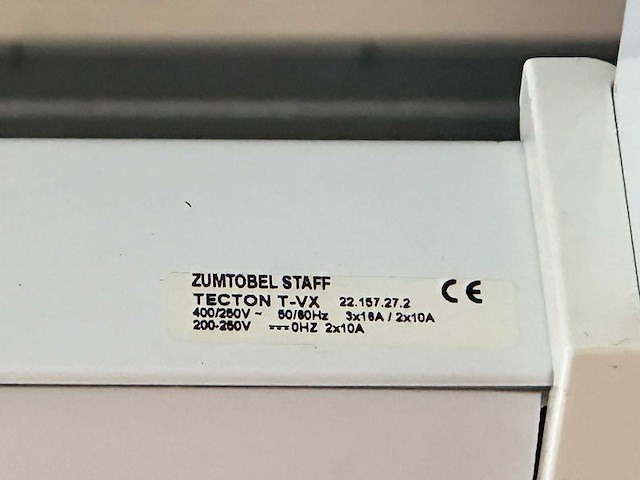 ZUMTOBEL STAFF
TECTON T-VX 22.157.27.2 CE
400/250V ~ 50/60Hz 3x16A / 2x10A
200-250V ⎓ 0HZ 2x10A